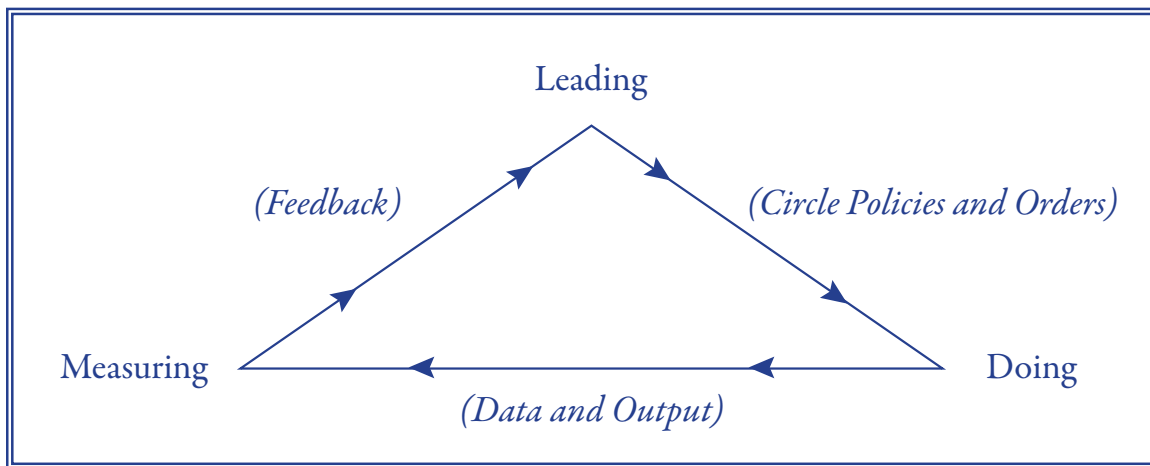 Leading
(Feedback)
(Circle Policies and Orders)
Measuring
Doing
(Data and Output)